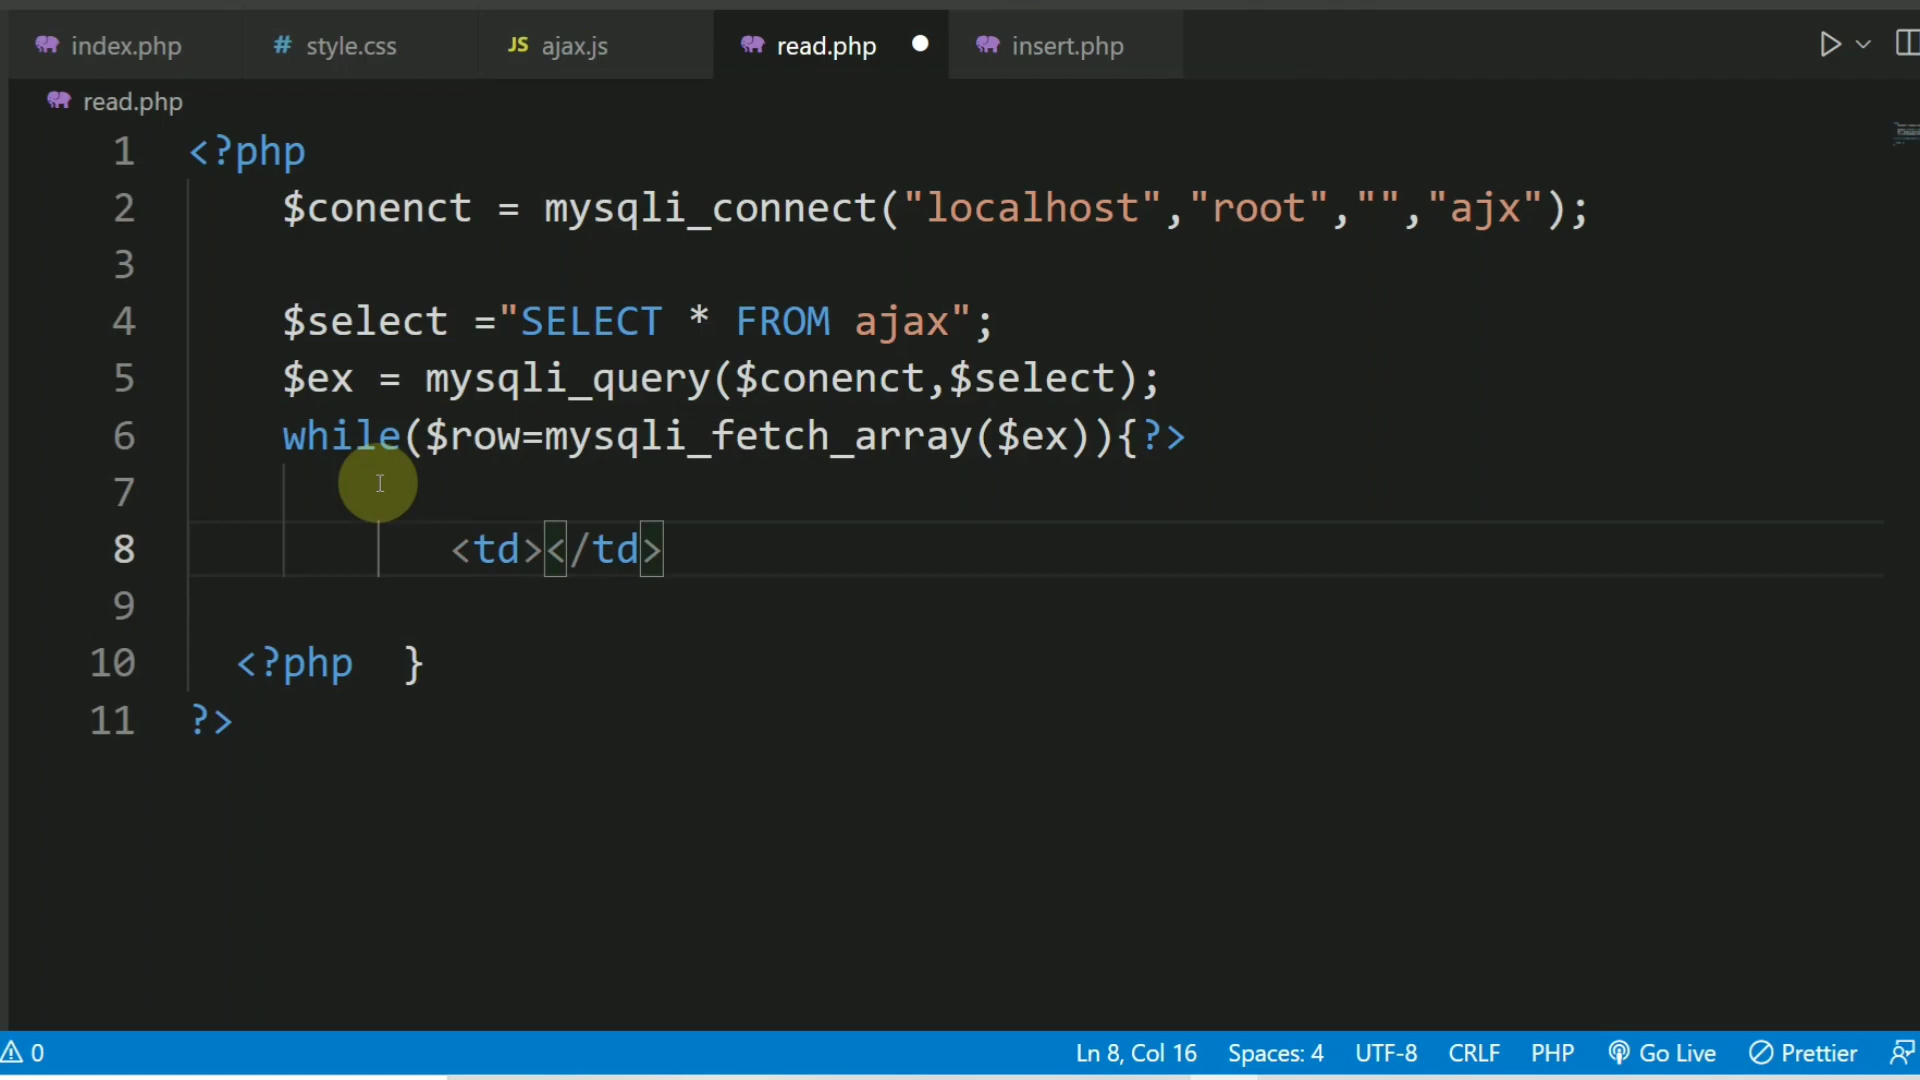 index.php # style.css JS ajax.js read.php insert.php
read.php
1 <?php
2 $conenct = mysqli_connect("localhost","root","","ajx");
3
4 $select ="SELECT * FROM ajax";
5 $ex = mysqli_query($conenct,$select);
6 while($row=mysqli_fetch_array($ex)){?>
7
8 <td></td>
9
10 <?php }
11 ?>
0 Ln 8, Col 16 Spaces: 4 UTF-8 CRLF PHP Go Live Prettier